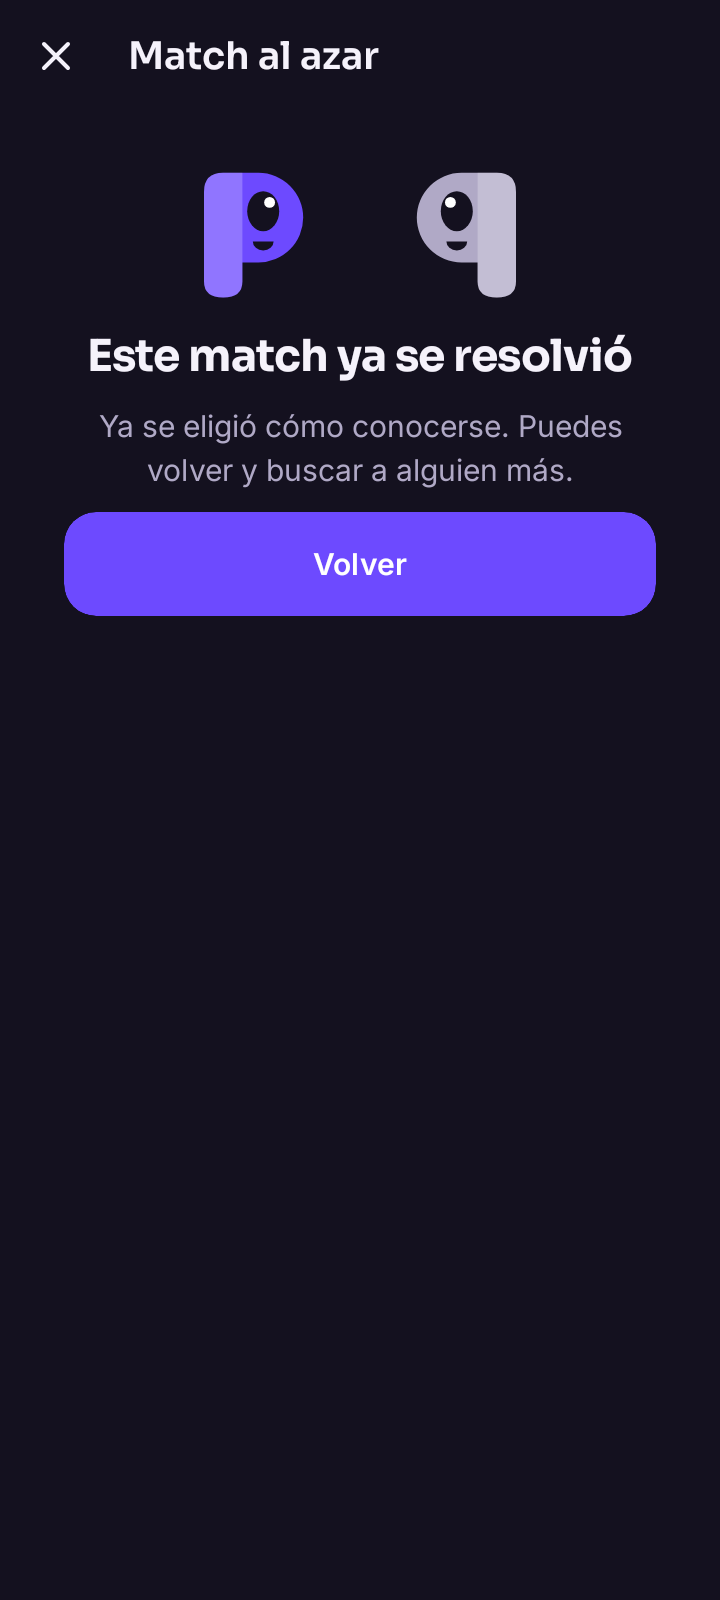 Match al azar
Este match ya se resolvió
Ya se eligió cómo conocerse. Puedes
volver y buscar a alguien más.
Volver